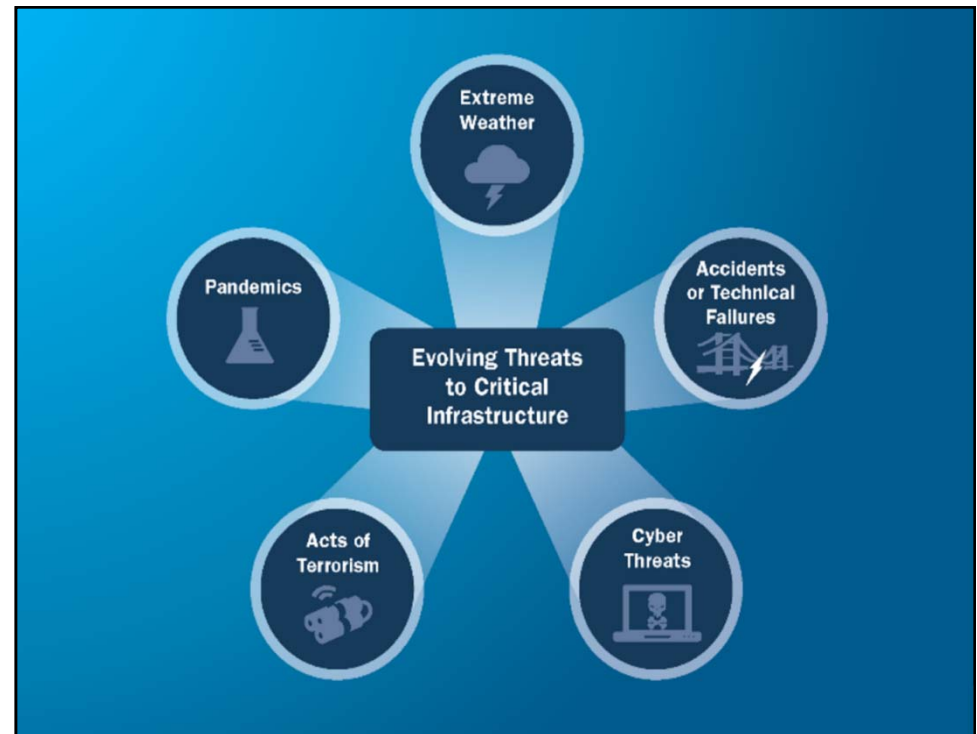 Extreme
Weather
Pandemics
Accidents
or Technical
Failures
Evolving Threats
to Critical
Infrastructure
Acts of
Terrorism
Cyber
Threats